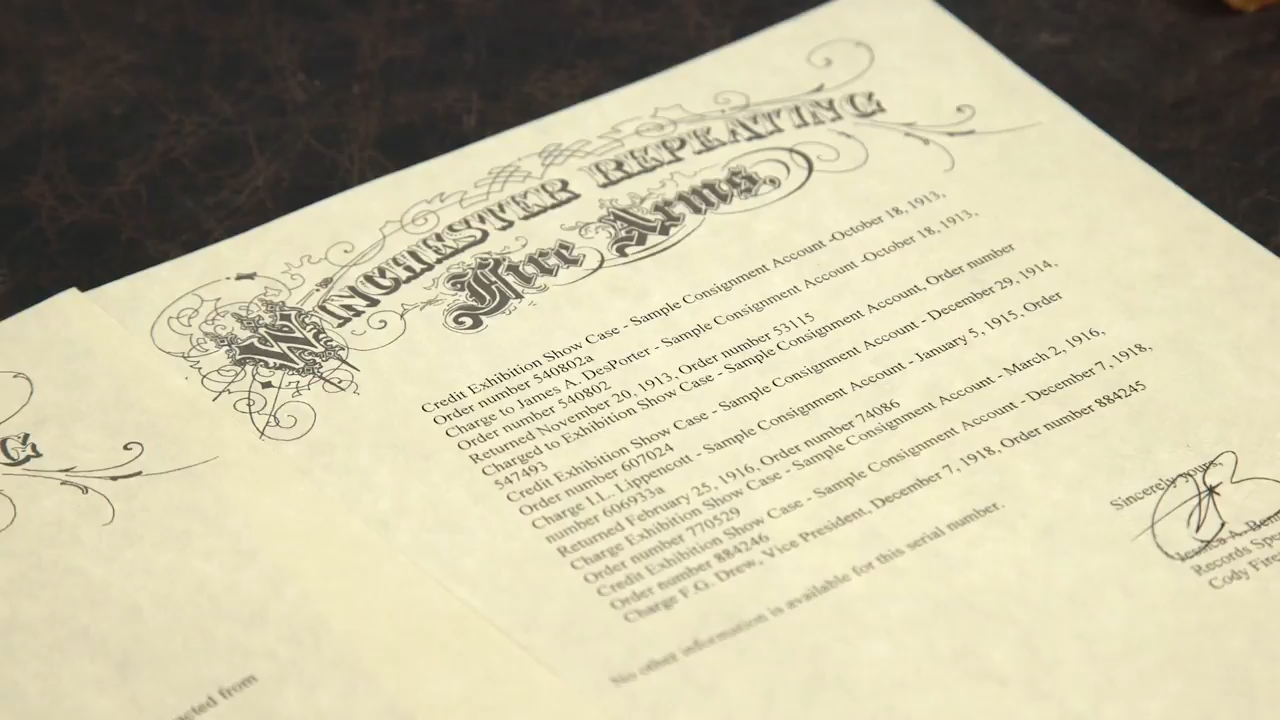 WINCHESTER REPEATING
Fire Arms.
Credit Exhibition Show Case - Sample Consignment Account -October 18, 1913,
Order number 540802a
Charge to James A. DesPorter - Sample Consignment Account -October 18, 1913,
Order number 540802
Returned November 20, 1913, Order number 53115
Charged to Exhibition Show Case - Sample Consignment Account, Order number
547493
Credit Exhibition Show Case - Sample Consignment Account - December 29, 1914,
Order number 607024
Charge I.L. Lippencott - Sample Consignment Account - January 5, 1915. Order
number 606933a
Returned February 25, 1916, Order number 74086
Charge Exhibition Show Case - Sample Consignment Account - March 2, 1916,
Order number 770529
Credit Exhibition Show Case - Sample Consignment Account - December 7, 1918,
Order number 884246
Charge F.G. Drew, Vice President, December 7, 1918, Order number 884245
No other information is available for this serial number.
Sincerely yours,
Jessica A.
Records
Cody
G
from